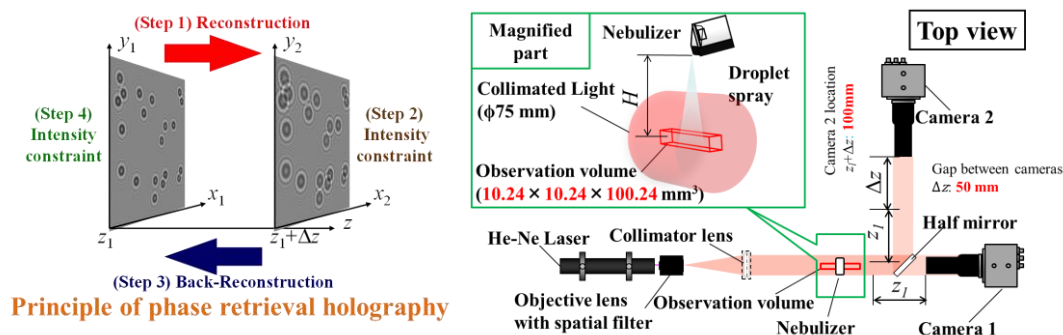 (Step 1) Reconstruction
y1
y2
(Step 4)
Intensity
constraint
(Step 2)
Intensity
constraint
x1
x2
z1
z1+Δz
z
(Step 3) Back-Reconstruction
Principle of phase retrieval holography
Magnified
part
Nebulizer
Collimated Light
(ϕ75 mm)
H
Droplet
spray
Observation volume
(10.24 × 10.24 × 100.24 mm³)
Top view
Camera 2 location
z1+Δz: 100mm
Camera 2
Gap between cameras
Δz: 50 mm
Δz
z1
Half mirror
He-Ne Laser
Collimator lens
Objective lens
with spatial filter
Observation volume
Nebulizer
z1
Camera 1